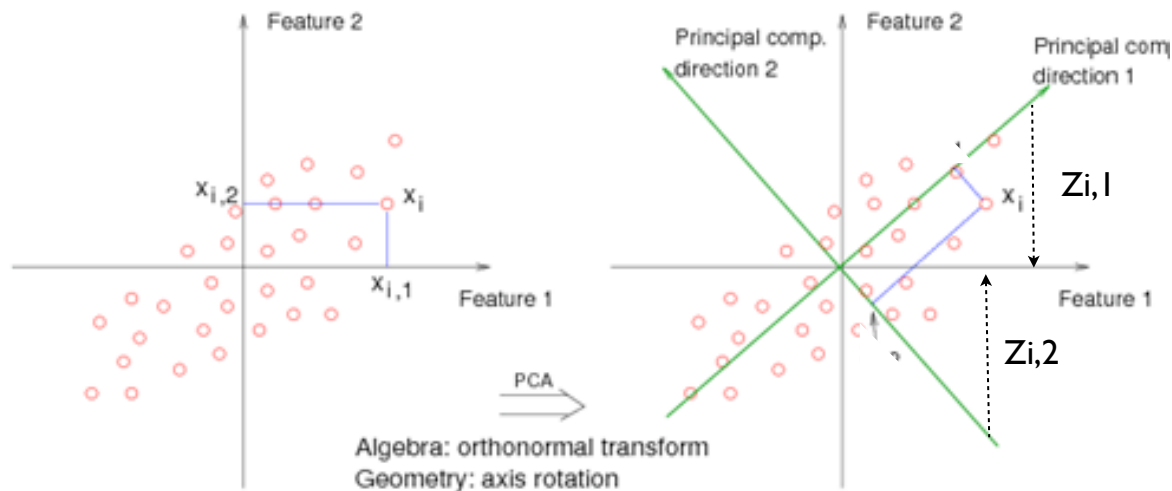 Feature 2
x i,2
x i
x i,1
Feature 1
PCA
Algebra: orthonormal transform
Geometry: axis rotation
Feature 2
Principal comp.
direction 2
Principal comp
direction 1
Zi,1
x i
Feature 1
Zi,2